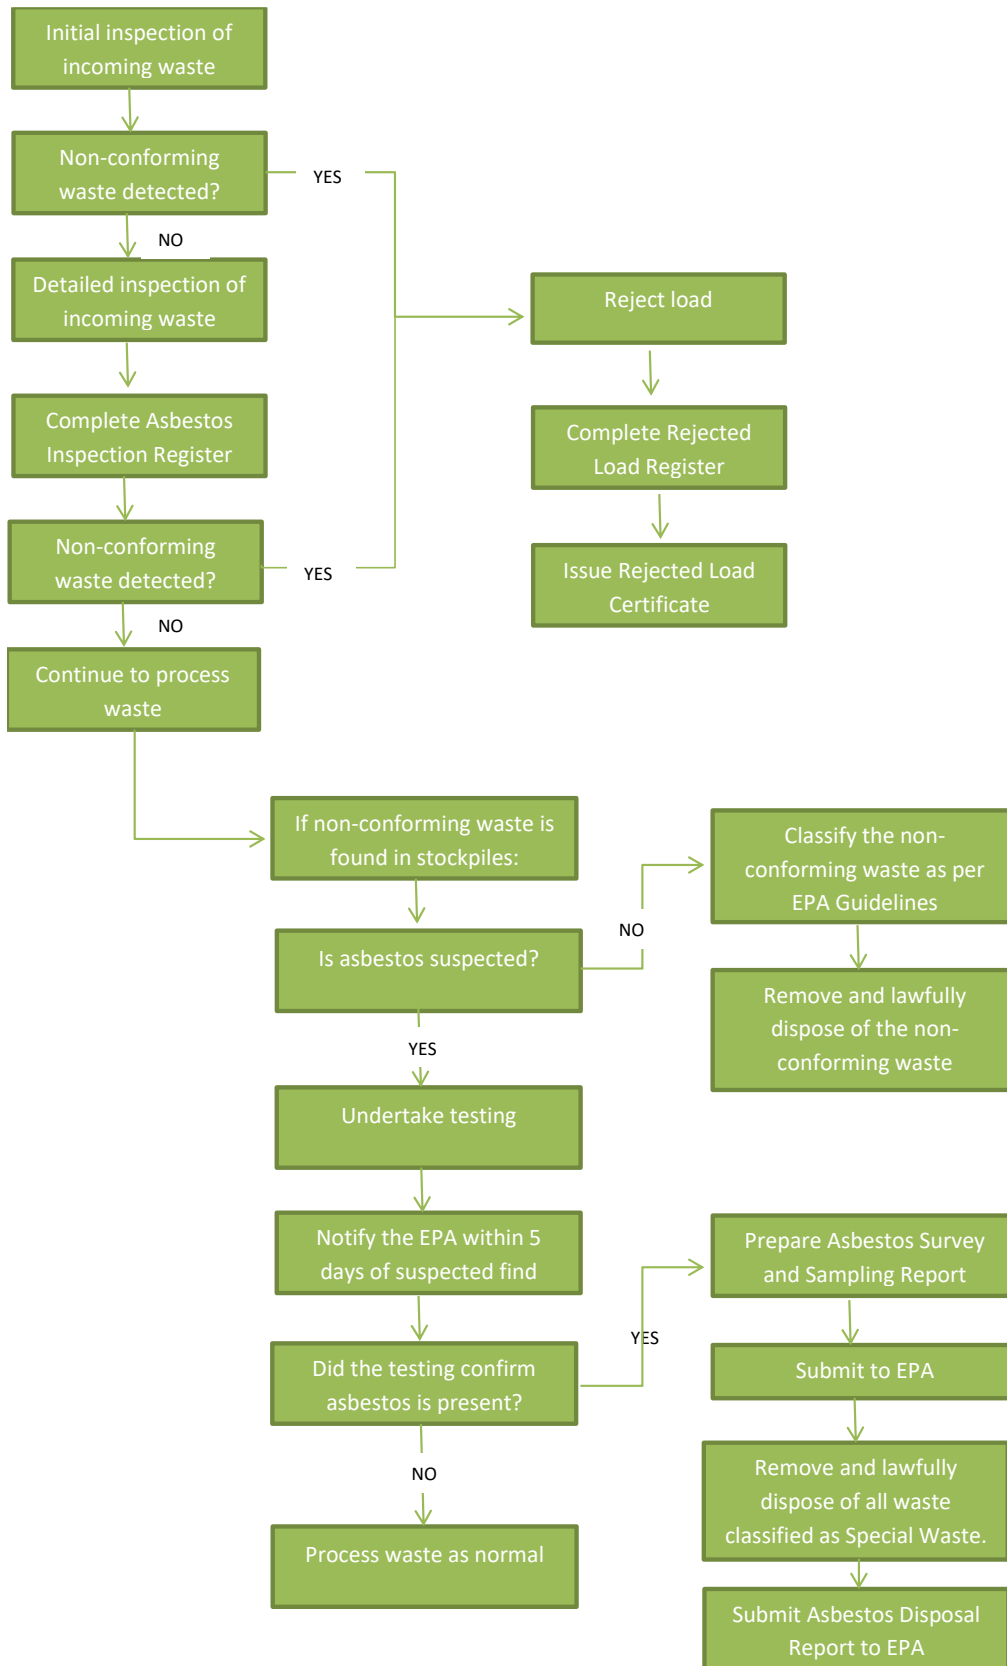 Initial inspection of
incoming waste
Non-conforming
waste detected?
YES
NO
Detailed inspection of
incoming waste
Reject load
Complete Asbestos
Inspection Register
Complete Rejected
Load Register
Non-conforming
waste detected?
YES
Issue Rejected Load
Certificate
NO
Continue to process
waste
If non-conforming waste is
found in stockpiles:
Classify the non-
conforming waste as per
EPA Guidelines
NO
Is asbestos suspected?
Remove and lawfully
dispose of the non-
conforming waste
YES
Undertake testing
Notify the EPA within 5
days of suspected find
Prepare Asbestos Survey
and Sampling Report
YES
Did the testing confirm
asbestos is present?
Submit to EPA
NO
Remove and lawfully
dispose of all waste
classified as Special Waste.
Process waste as normal
Submit Asbestos Disposal
Report to EPA